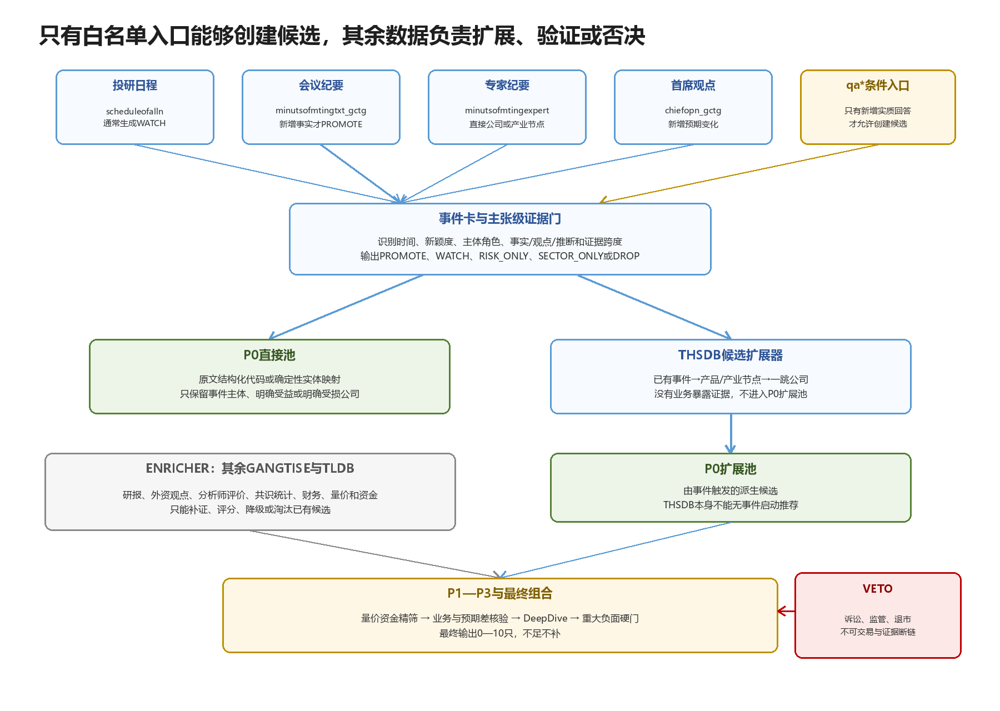 只有白名单入口能够创建候选，其余数据负责扩展、验证或否决
投研日程
scheduleofalln
通常生成WATCH
会议纪要
minutsofmtingtxt_gctg
新增事实才PROMOTE
专家纪要
minutsofmtingexpert
直接公司或产业节点
首席观点
chiefopn_gctg
新增预期变化
qa*条件入口
只有新增实质回答
才允许创建候选
事件卡与主张级证据门
识别时间、新颖度、主体角色、事实/观点/推断和证据跨度
输出PROMOTE、WATCH、RISK_ONLY、SECTOR_ONLY或DROP
P0直接池
原文结构化代码或确定性实体映射
只保留事件主体、明确受益或明确受损公司
THSDB候选扩展器
已有事件→产品/产业节点→一跳公司
没有业务暴露证据，不进入P0扩展池
ENRICHER：其余GANGTISE与TLDB
研报、外资观点、分析师评价、共识统计、财务、量价和资金
只能补证、评分、降级或淘汰已有候选
P0扩展池
由事件触发的派生候选
THSDB本身不能无事件启动推荐
P1—P3与最终组合
量价资金精筛 → 业务与预期差核验 → DeepDive → 重大负面硬门
最终输出0—10只，不足不补
VETO
诉讼、监管、退市
不可交易与证据断链